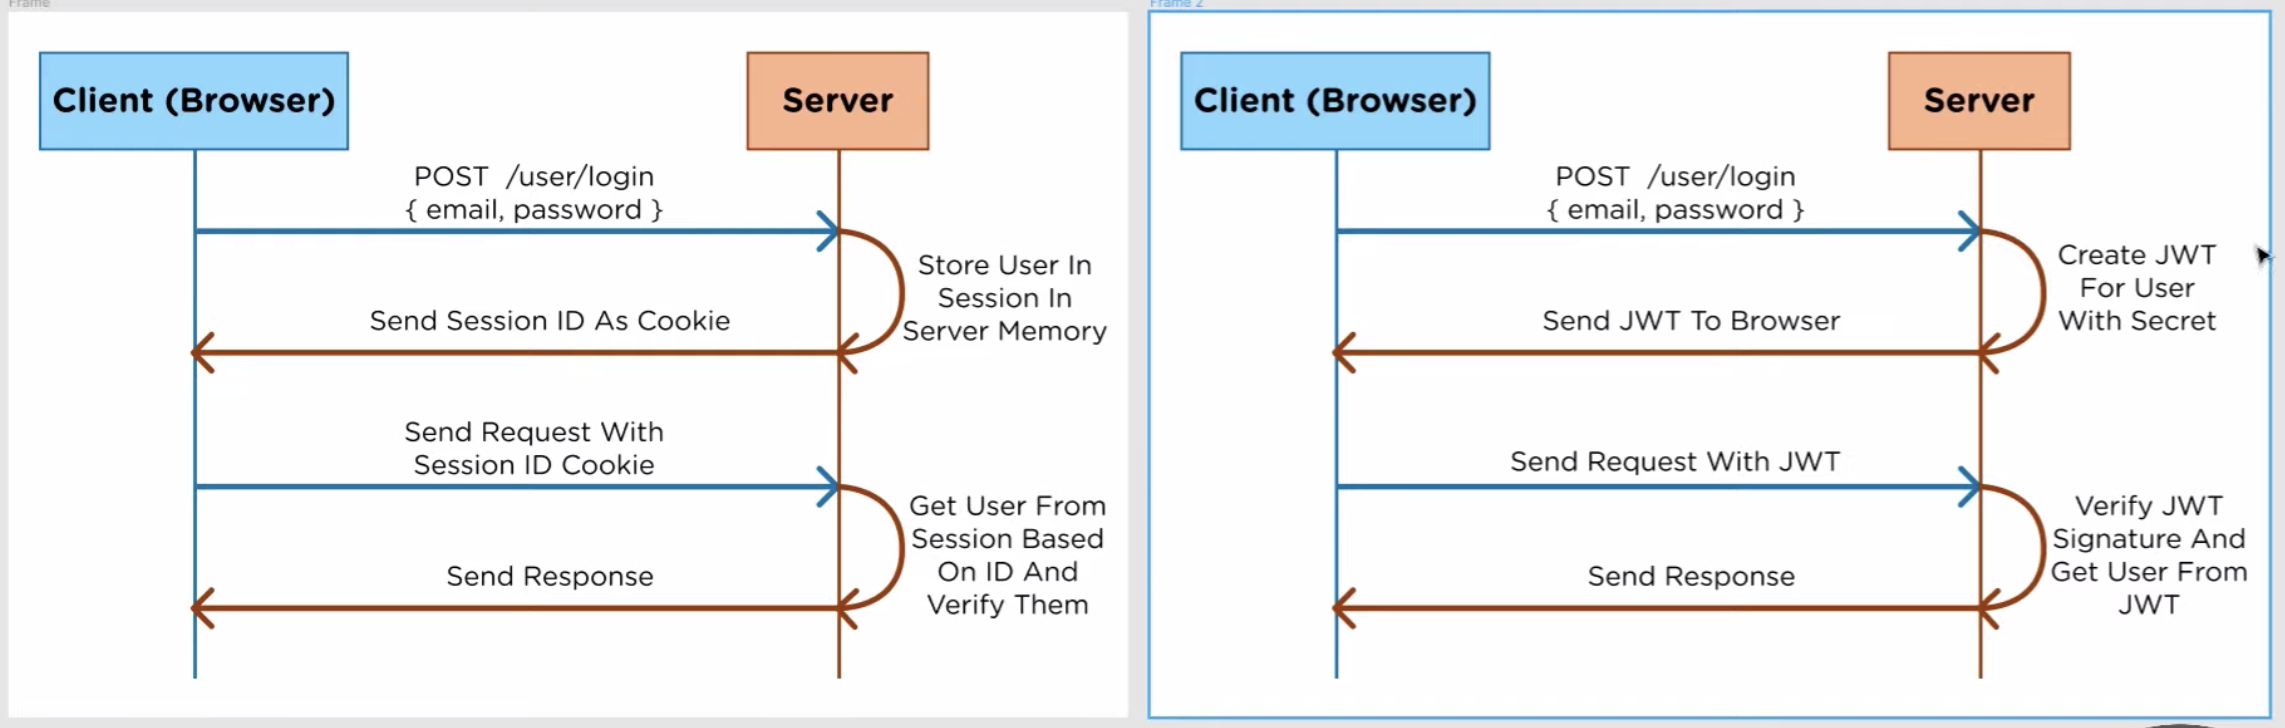 Frame
Client (Browser)
Server
POST /user/login
{ email, password }
Store User In
Session In
Server Memory
Send Session ID As Cookie
Send Request With
Session ID Cookie
Get User From
Session Based
On ID And
Verify Them
Send Response
Frame 2
Client (Browser)
Server
POST /user/login
{ email, password }
Create JWT
For User
With Secret
Send JWT To Browser
Send Request With JWT
Verify JWT
Signature And
Get User From
JWT
Send Response